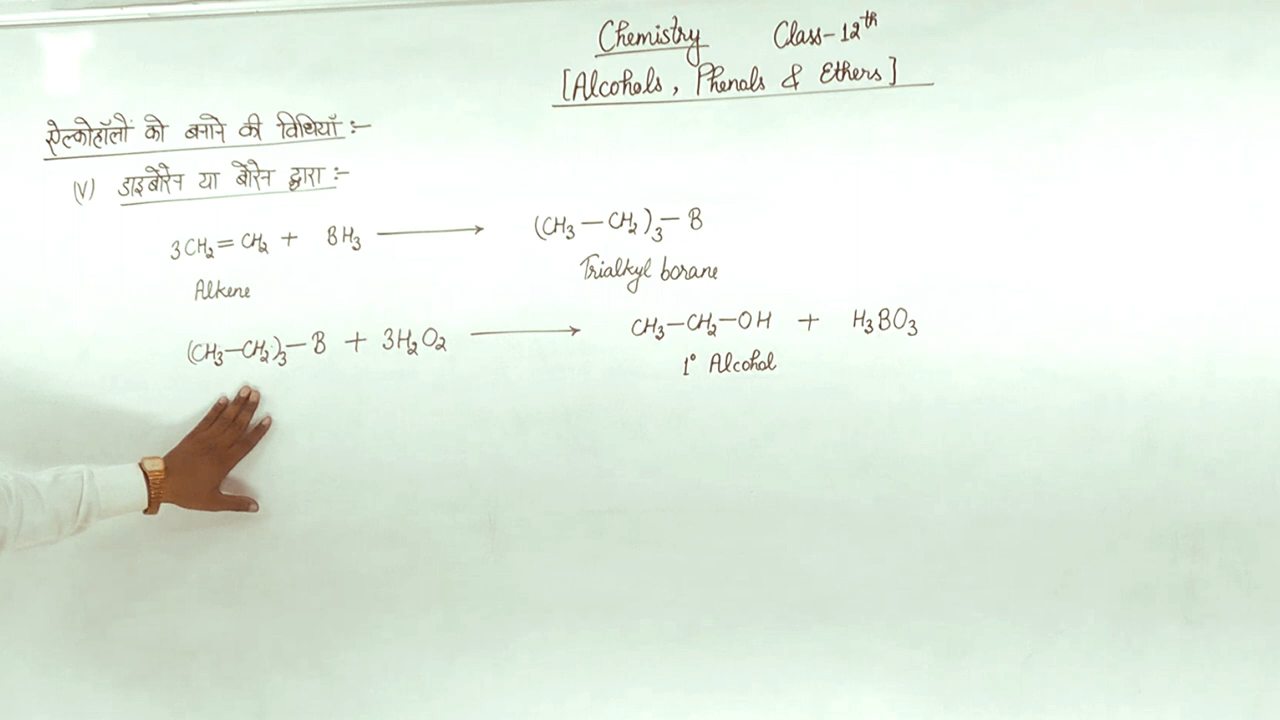 Chemistry Class-12th
[Alcohols, Phenols & Ethers]
ऐल्कोहॉलों को बनाने की विधियाँ :-
(V) डाइबोरेन या बोरेन द्वारा :-
3CH₂=CH₂ + BH₃ ⟶ (CH₃—CH₂)₃—B
Alkene Trialkyl borane
(CH₃—CH₂)₃—B + 3H₂O₂ ⟶ CH₃—CH₂—OH + H₃BO₃
1° Alcohol